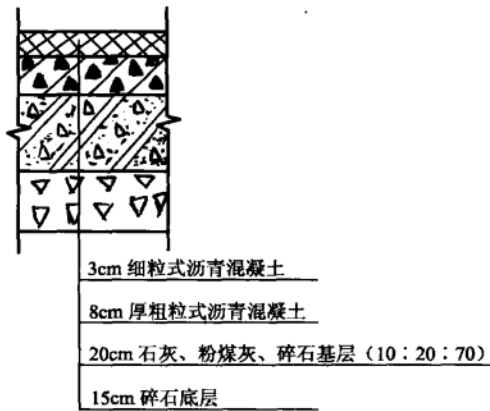 3cm 细粒式沥青混凝土
8cm 厚粗粒式沥青混凝土
20cm 石灰、粉煤灰、碎石基层（10：20：70）
15cm 碎石底层